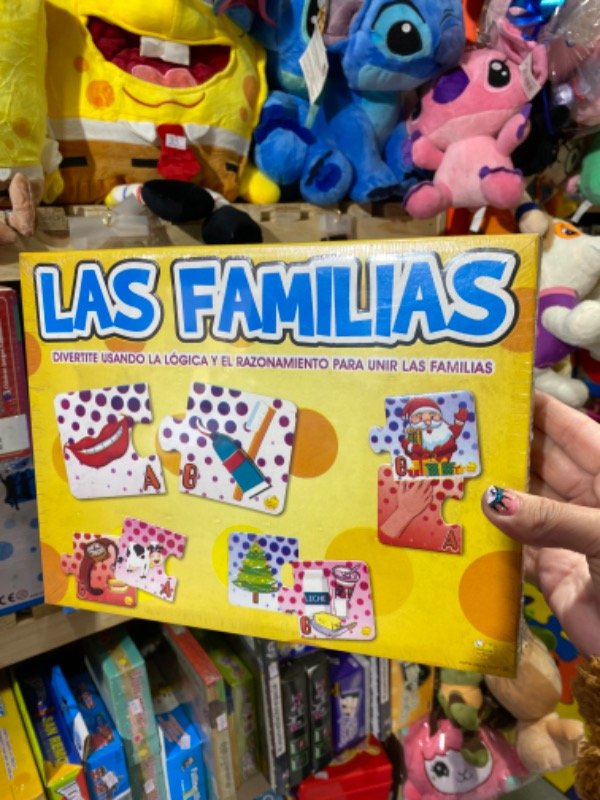 LAS FAMILIAS
DIVERTITE USANDO LA LÓGICA Y EL RAZONAMIENTO PARA UNIR LAS FAMILIAS
A
B
B
A
A
LECHE
B